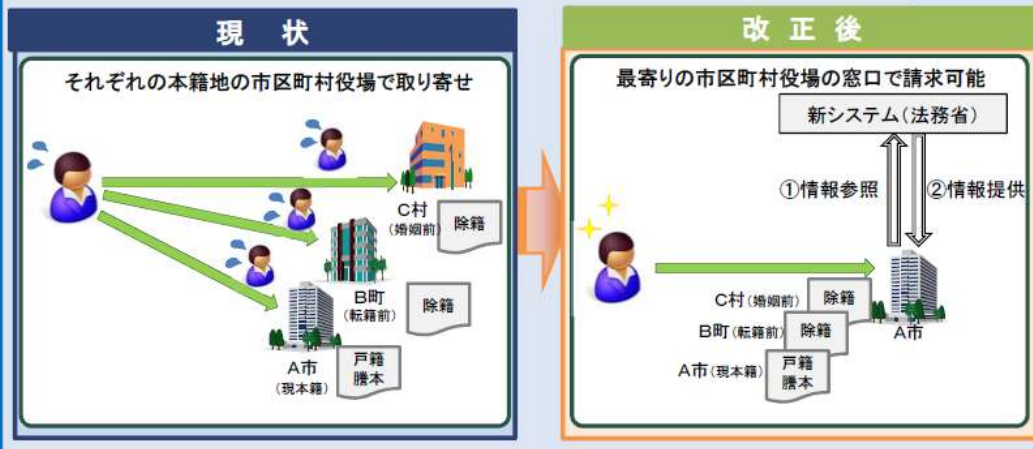 現 状
それぞれの本籍地の市区町村役場で取り寄せ
C村
(婚姻前)
除籍
B町
(転籍前)
除籍
A市
(現本籍)
戸籍
謄本
改 正 後
最寄りの市区町村役場の窓口で請求可能
新システム(法務省)
①情報参照
②情報提供
C村(婚姻前)
除籍
B町(転籍前)
除籍
A市(現本籍)
戸籍
謄本
A市